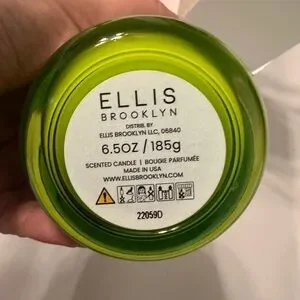 ELLIS
BROOKLYN
DISTRIB. BY
ELLIS BROOKLYN LLC, 06840
6.5OZ / 185g
SCENTED CANDLE | BOUGIE PARFUMÉE
MADE IN USA
WWW.ELLISBROOKLYN.COM
22059D